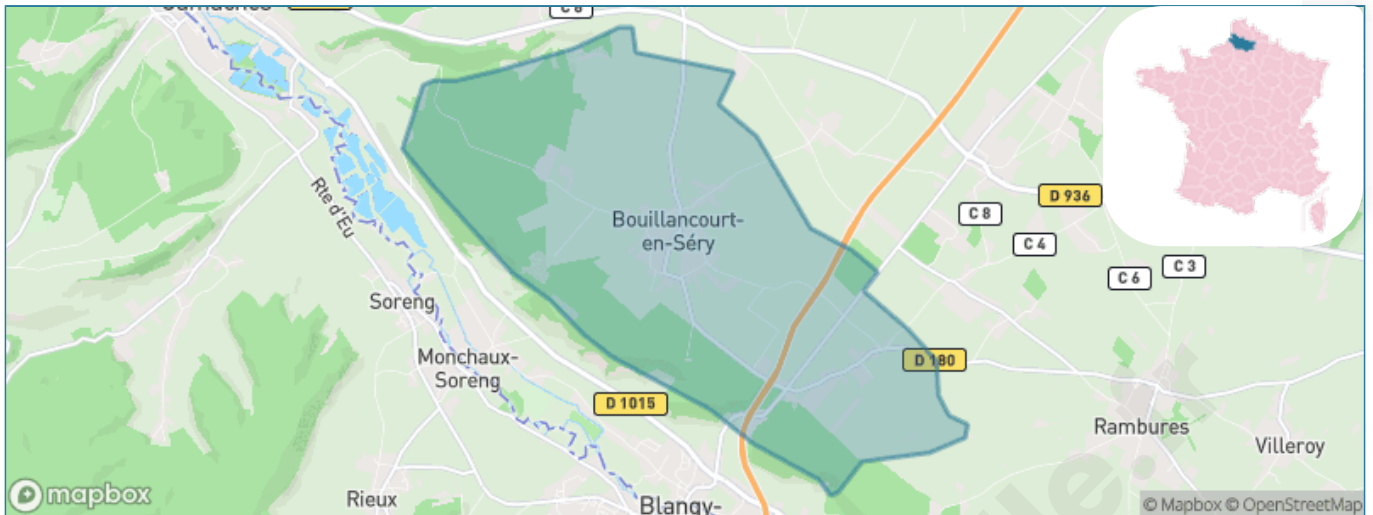 C 6
D 936
C 8
C 4
C 3
C 6
Rte d'Eu
Bouillancourt-
en-Séry
Soreng
Monchaux-
Soreng
D 180
D 1015
Rambures
Villeroy
Rieux
Blangy-
mapbox
© Mapbox © OpenStreetMap